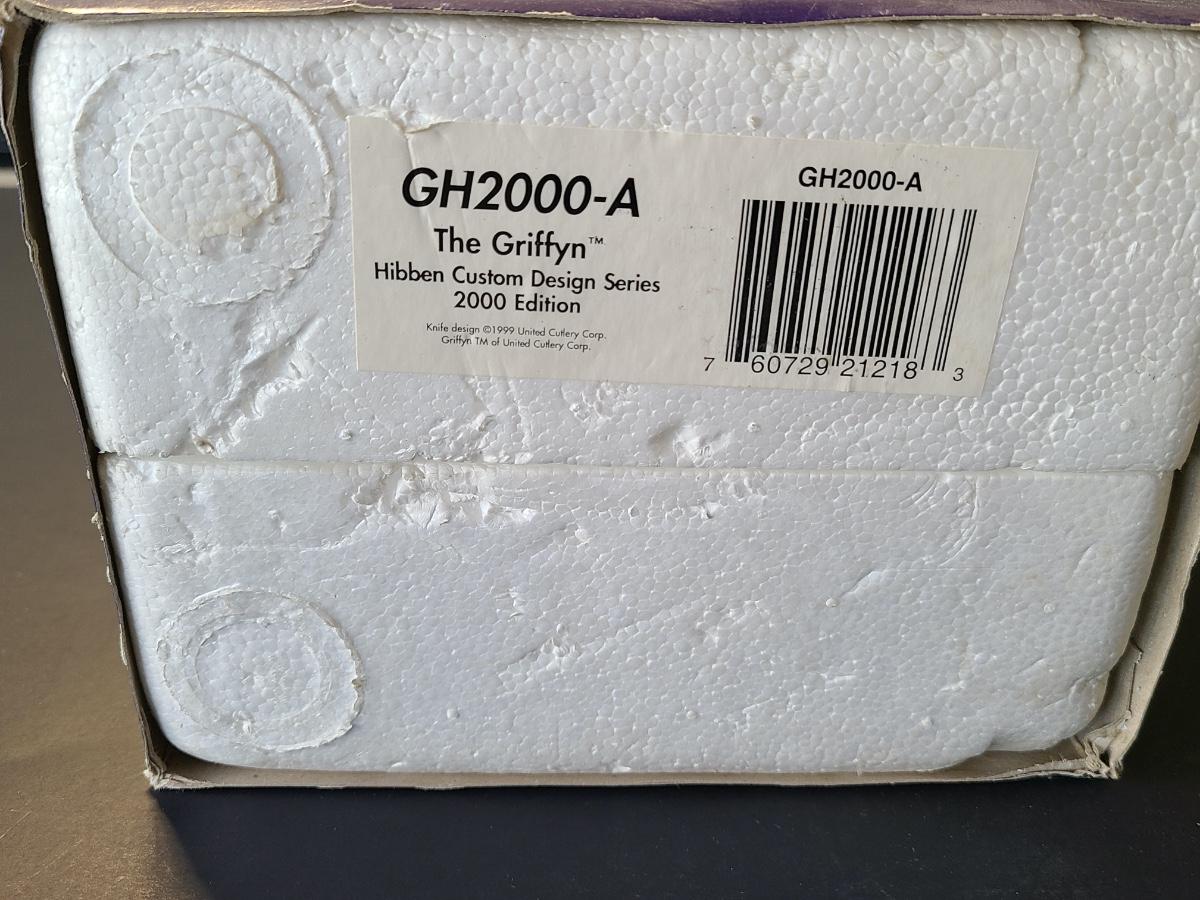 GH2000-A
The Griffyn™
Hibben Custom Design Series
2000 Edition
Knife design ©1999 United Cutlery Corp.
Griffyn TM of United Cutlery Corp.
GH2000-A
7 60729 21218 3